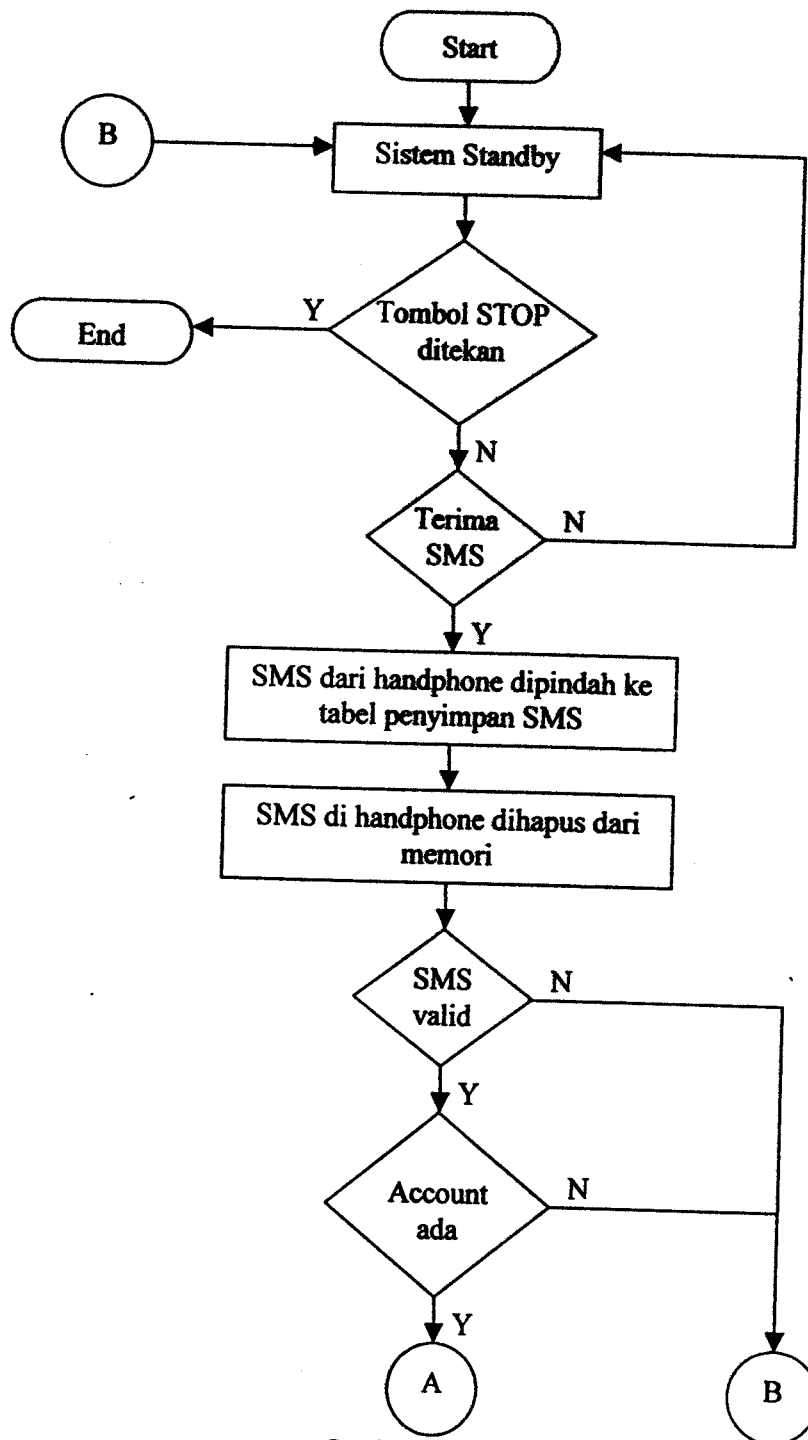 Start
B
Sistem Standby
Y
Tombol STOP
ditekan
End
N
Terima
SMS
N
Y
SMS dari handphone dipindah ke
tabel penyimpan SMS
SMS di handphone dihapus dari
memori
SMS
valid
N
Y
Account
ada
N
Y
A
B